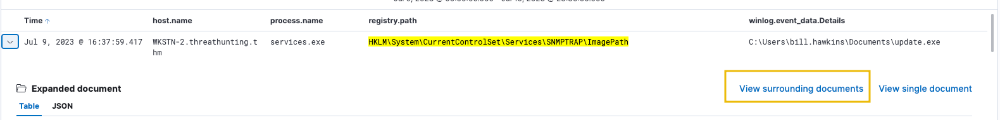 Time ↑ host.name process.name registry.path winlog.event_data.Details
Jul 9, 2023 @ 16:37:59.417 WKSTN-2.threathunting.t services.exe HKLM\System\CurrentControlSet\Services\SNMPTRAP\ImagePath C:\Users\bill.hawkins\Documents\update.exe
hm
Expanded document View surrounding documents View single document
Table JSON